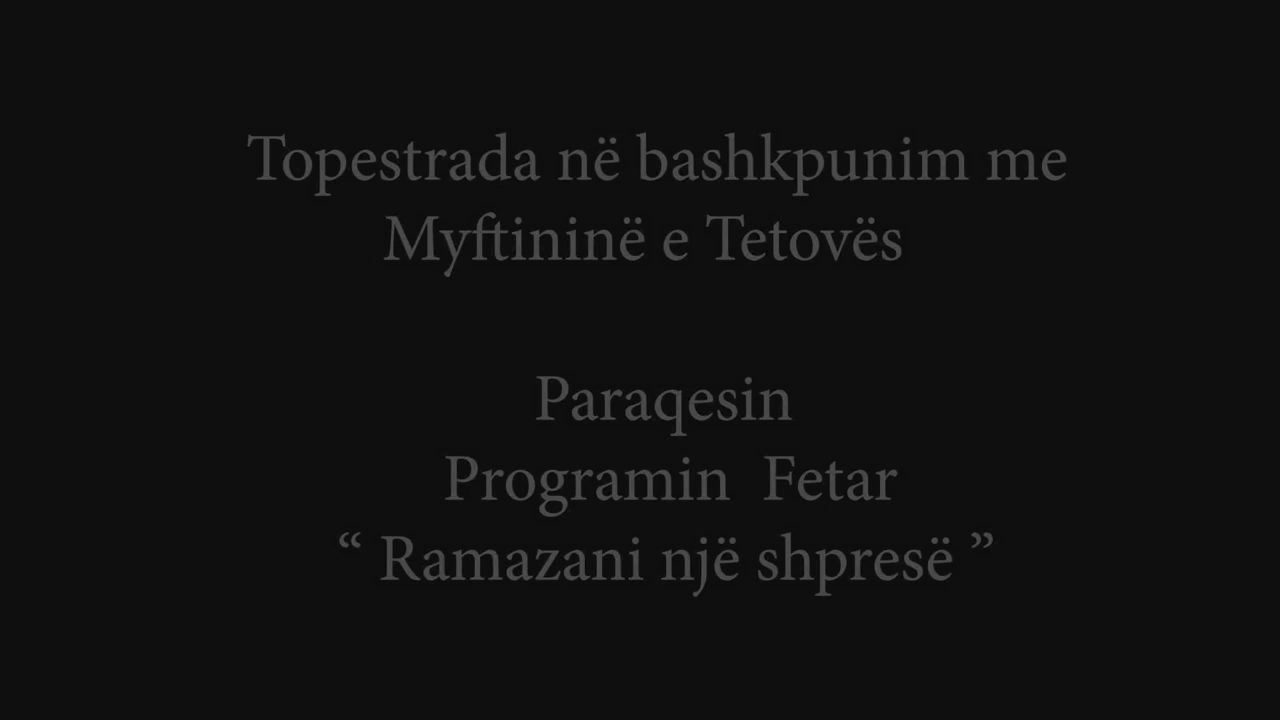 Topestrada në bashkpunim me
Myftininë e Tetovës
Paraqesin
Programin Fetar
“ Ramazani një shpresë ”